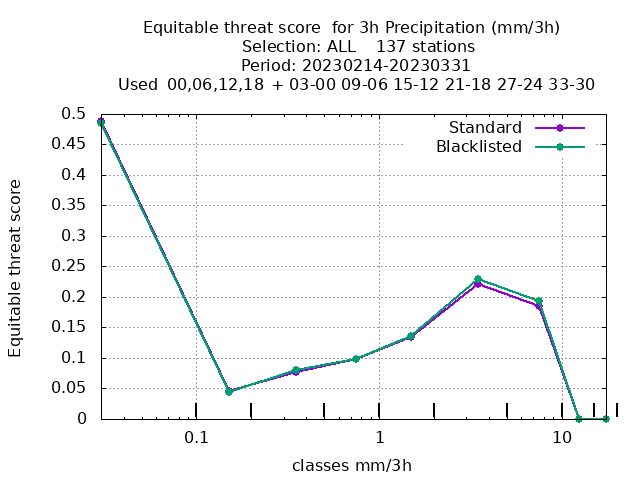 Equitable threat score  for 3h Precipitation (mm/3h)
Selection: ALL    137 stations
Period: 20230214-20230331
Used  00,06,12,18  + 03-00 09-06 15-12 21-18 27-24 33-30
Standard
Blacklisted
0.5
0.45
0.4
0.35
0.3
0.25
0.2
0.15
0.1
0.05
0
Equitable threat score
0.1 1 10
classes mm/3h